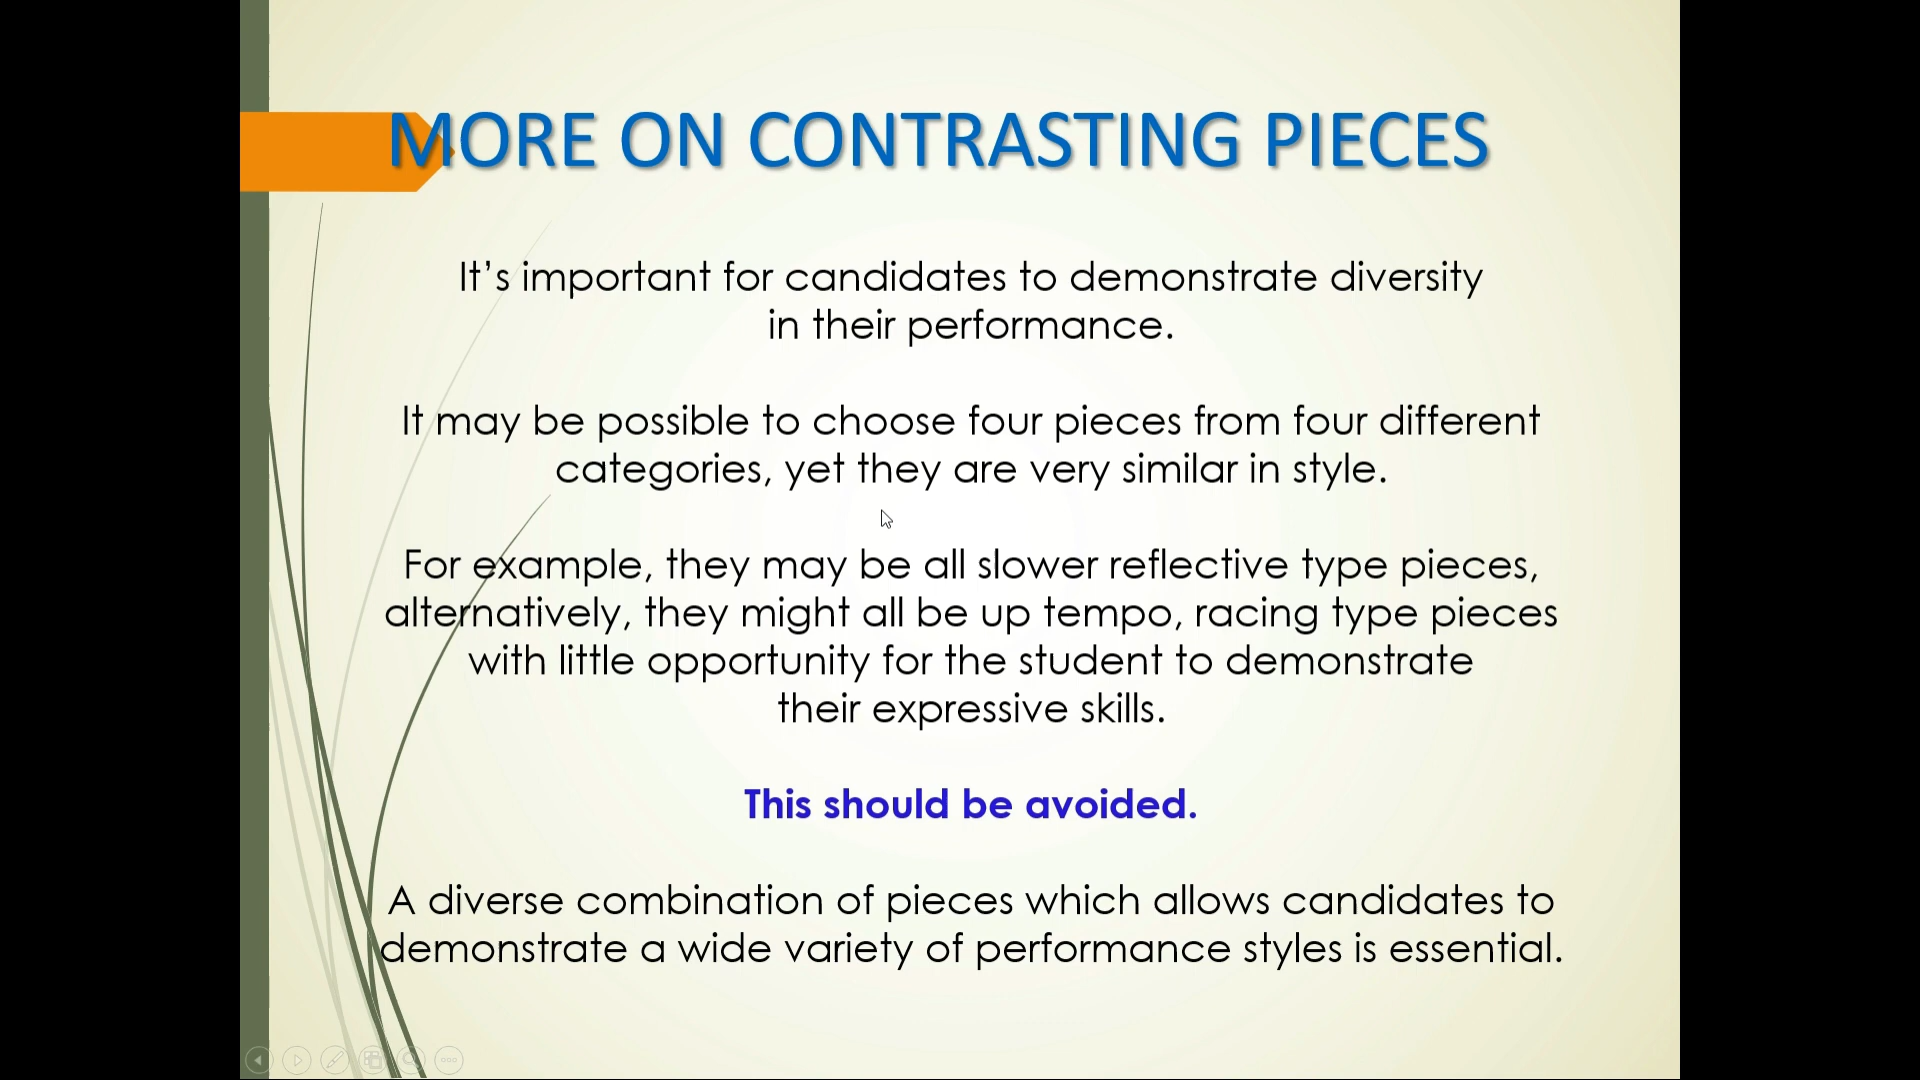 MORE ON CONTRASTING PIECES
It’s important for candidates to demonstrate diversity
in their performance.
It may be possible to choose four pieces from four different
categories, yet they are very similar in style.
For example, they may be all slower reflective type pieces,
alternatively, they might all be up tempo, racing type pieces
with little opportunity for the student to demonstrate
their expressive skills.
This should be avoided.
A diverse combination of pieces which allows candidates to
demonstrate a wide variety of performance styles is essential.